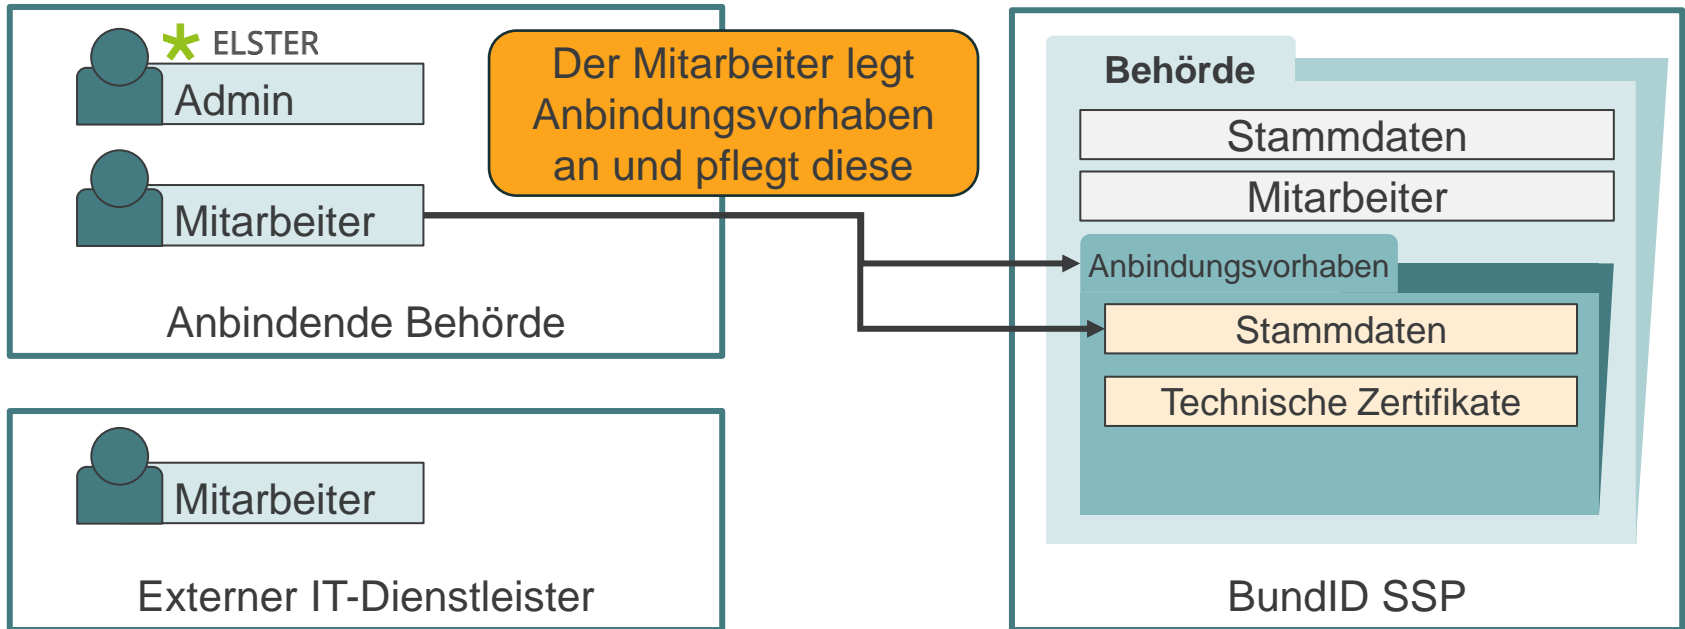 ELSTER
Admin
Mitarbeiter
Anbindende Behörde
Der Mitarbeiter legt
Anbindungsvorhaben
an und pflegt diese
Mitarbeiter
Externer IT-Dienstleister
Behörde
Stammdaten
Mitarbeiter
Anbindungsvorhaben
Stammdaten
Technische Zertifikate
BundID SSP